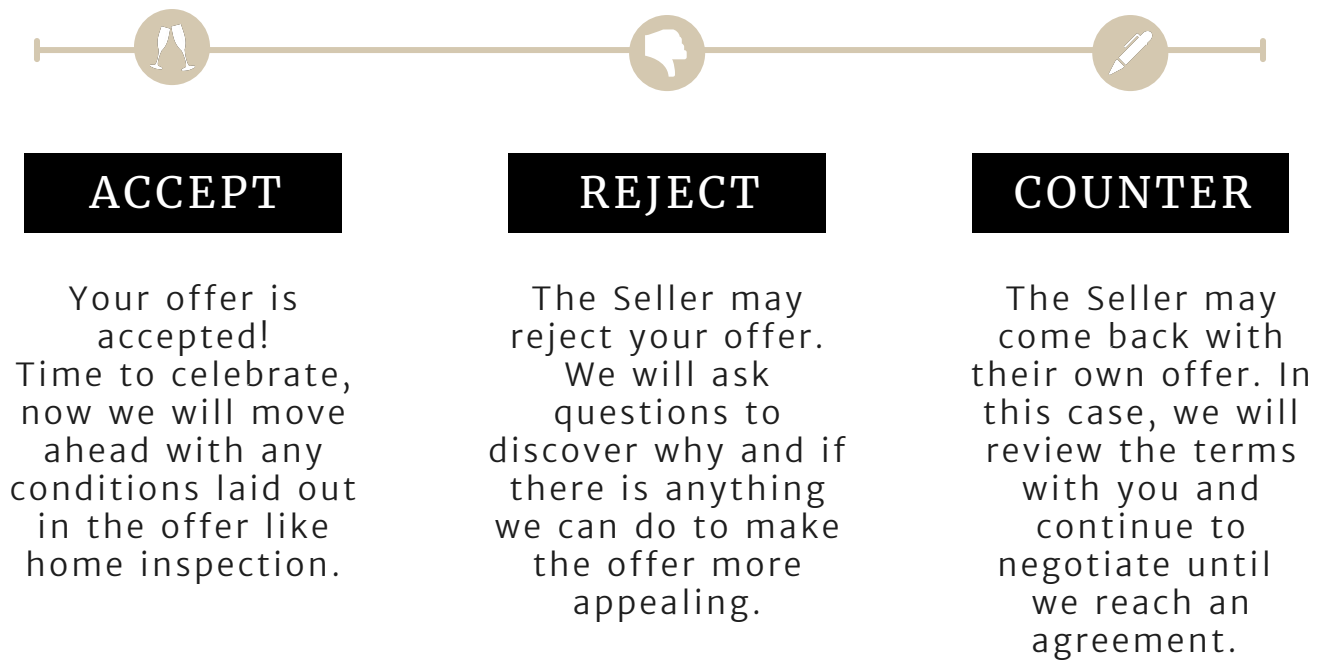 ACCEPT
Your offer is
accepted!
Time to celebrate,
now we will move
ahead with any
conditions laid out
in the offer like
home inspection.
REJECT
The Seller may
reject your offer.
We will ask
questions to
discover why and if
there is anything
we can do to make
the offer more
appealing.
COUNTER
The Seller may
come back with
their own offer. In
this case, we will
review the terms
with you and
continue to
negotiate until
we reach an
agreement.